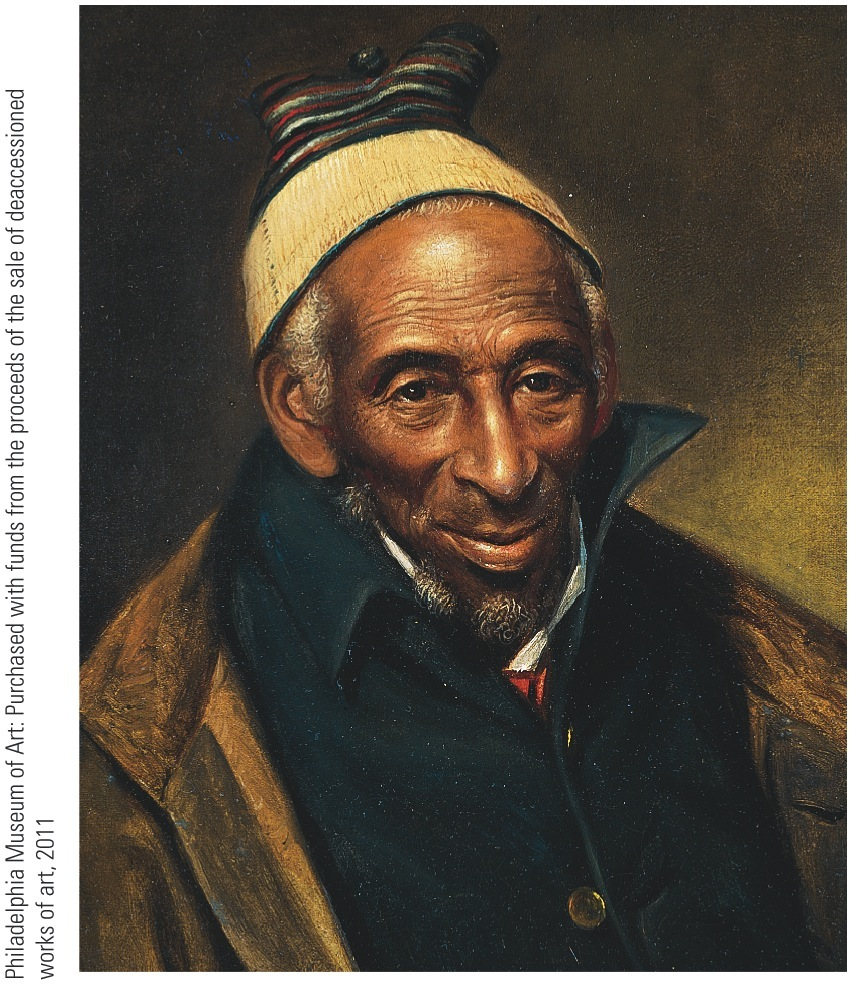 Philadelphia Museum of Art: Purchased with funds from the proceeds of the sale of deaccessioned
works of art, 2011